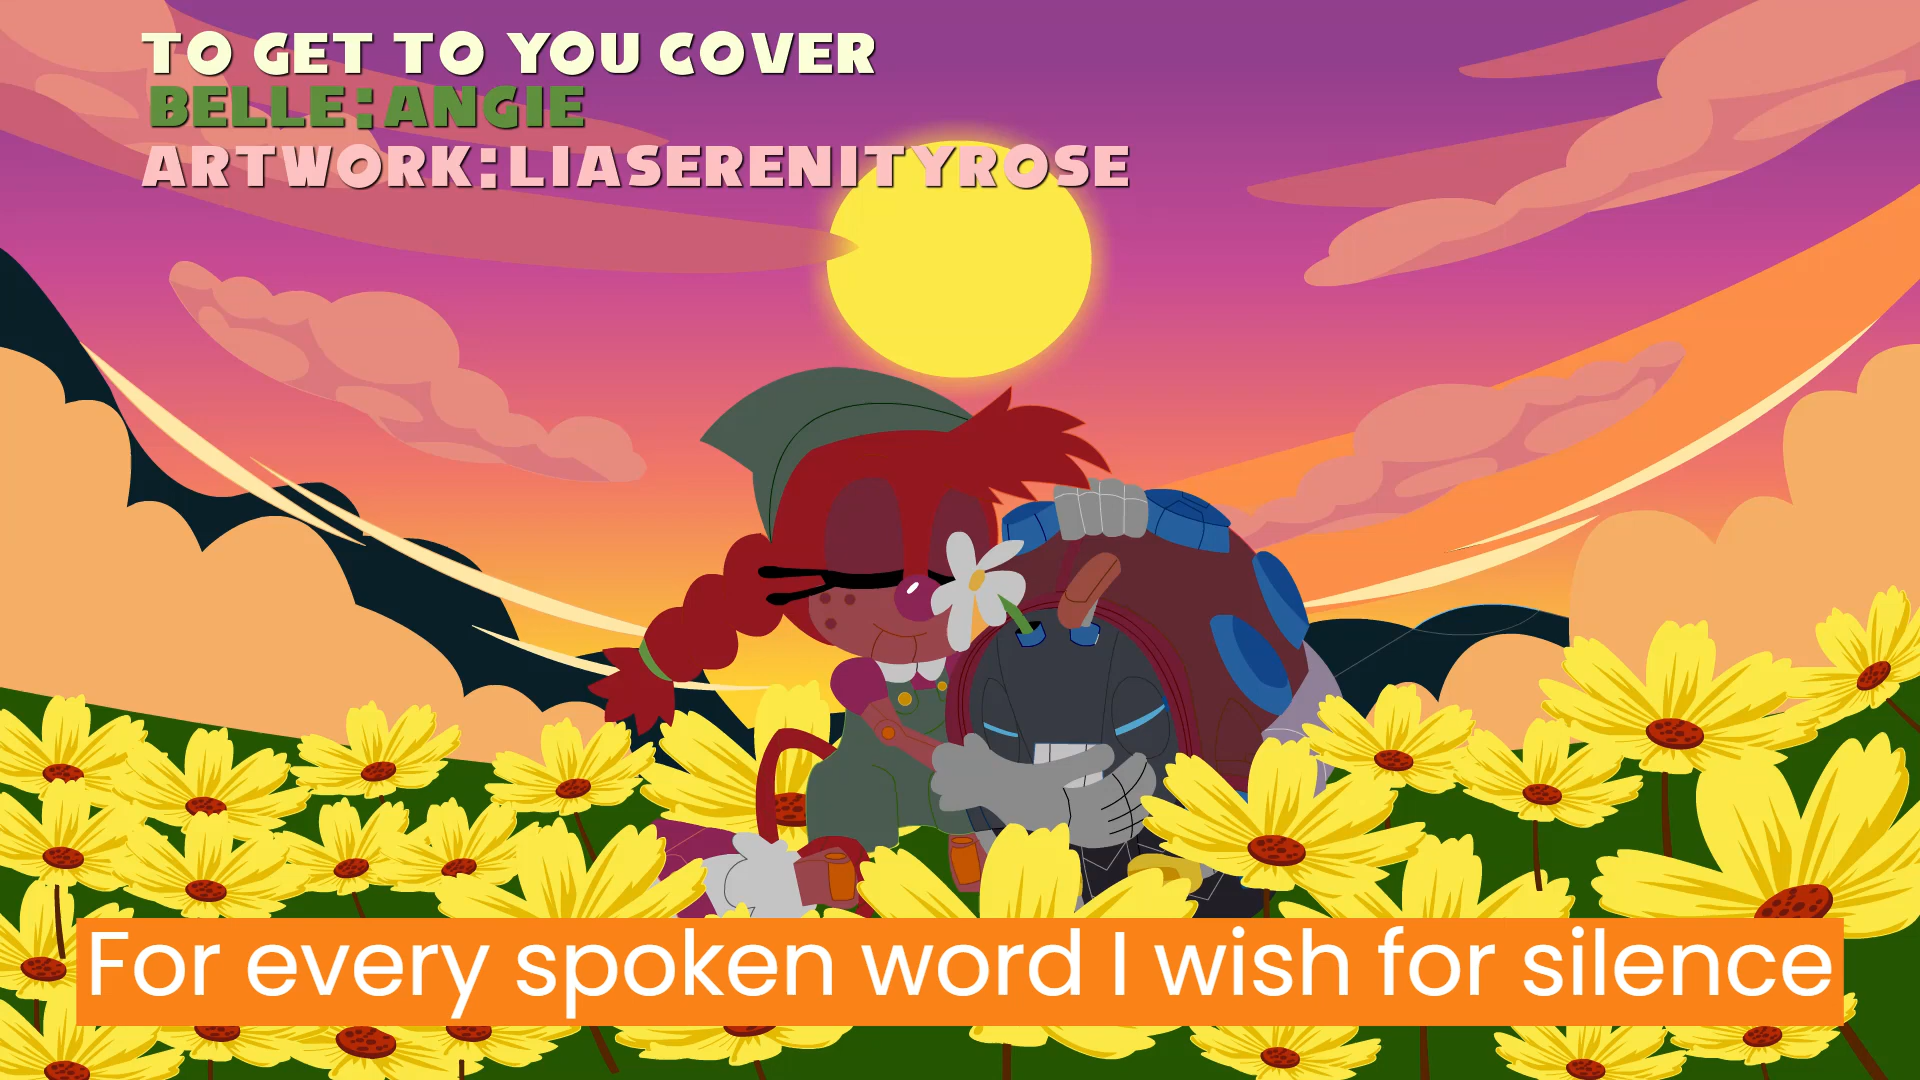 TO GET TO YOU COVER
BELLE:ANGIE
ARTWORK:LIASERENITYROSE
For every spoken word I wish for silence